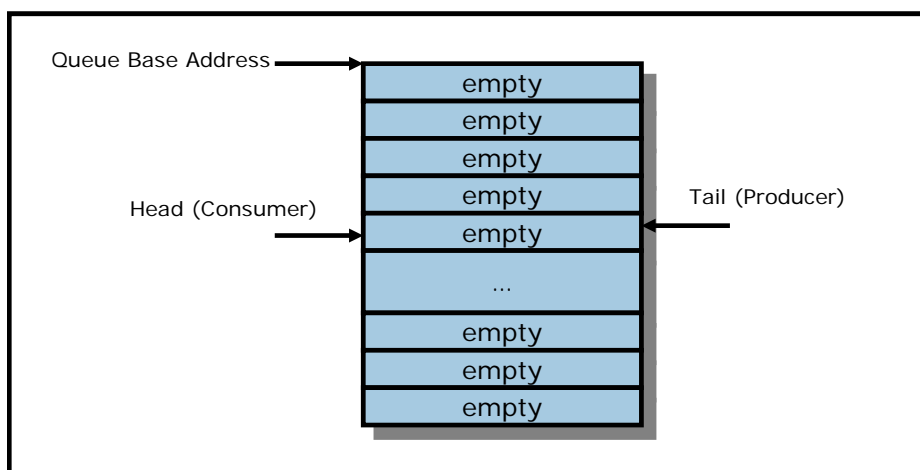 Queue Base Address
empty
empty
empty
empty
Head (Consumer)
Tail (Producer)
empty
...
empty
empty
empty